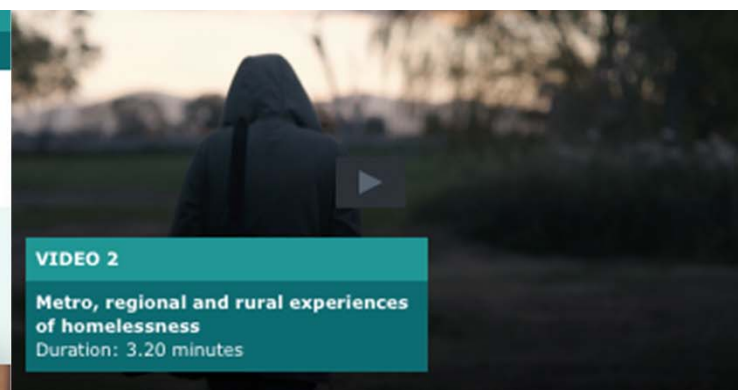 VIDEO 2
Metro, regional and rural experiences
of homelessness
Duration: 3.20 minutes